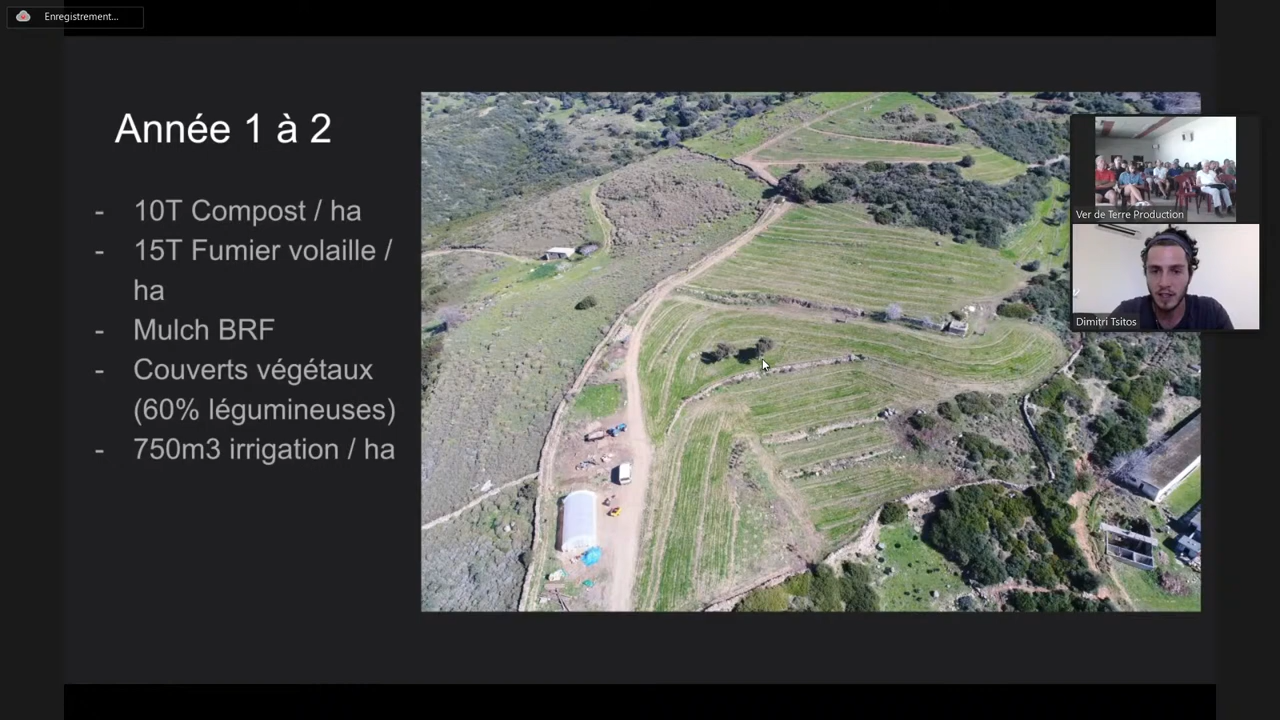 Enregistrement...
Année 1 à 2
- 10T Compost / ha
- 15T Fumier volaille /
ha
- Mulch BRF
- Couverts végétaux
(60% légumineuses)
- 750m3 irrigation / ha
Ver de Terre Production
Dimitri Tsitos